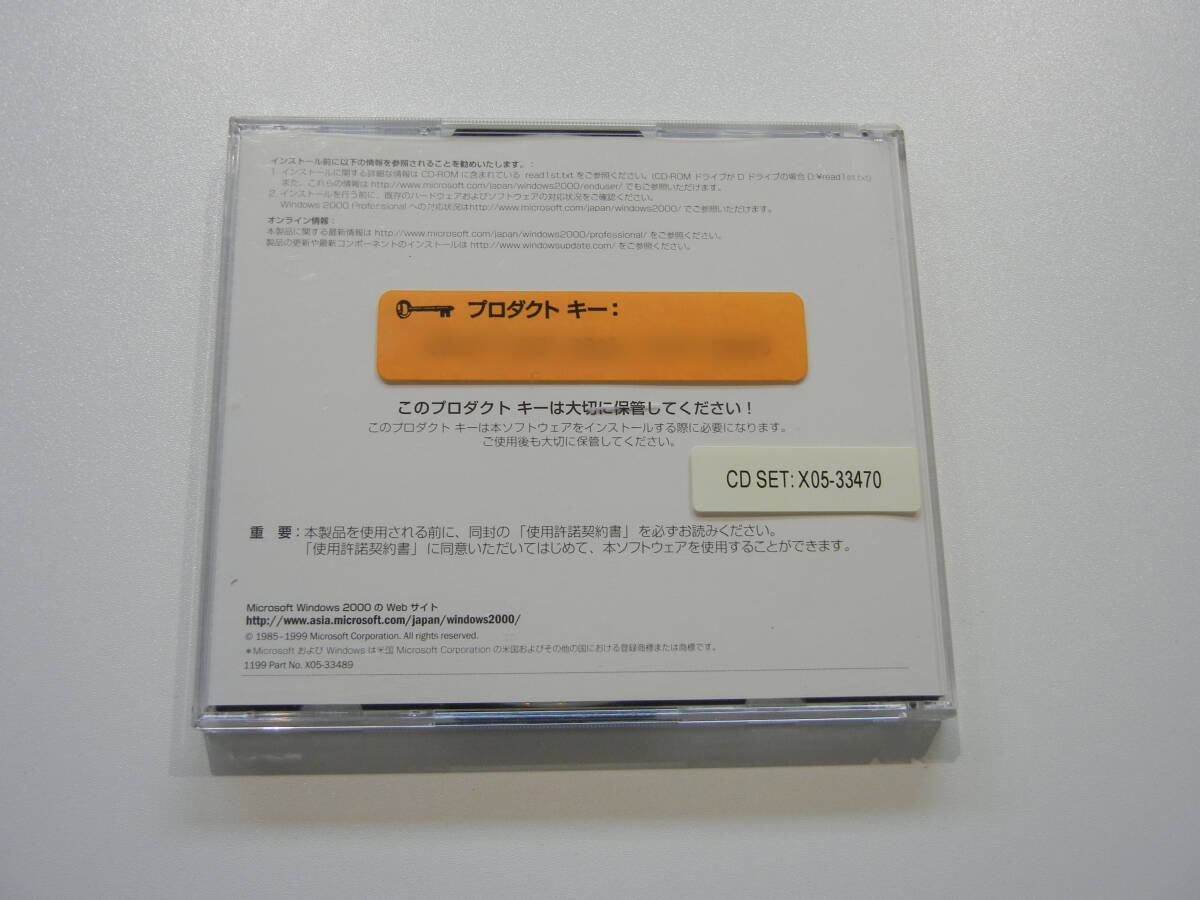 インストール前に以下の情報を参照されることを勧めいたします。:
1. インストールに関する詳細な情報は CD-ROM に含まれている read1st.txt をご参照ください。(CD-ROM ドライブが D ドライブの場合 D:¥read1st.txt)
また、これらの情報は http://www.microsoft.com/japan/windows2000/enduser/ でもご参照いただけます。
2. インストールを行う前に、既存のハードウェアおよびソフトウェアの対応状況をご確認ください。
Windows 2000 Professional への対応状況はhttp://www.microsoft.com/japan/windows2000/ でご参照いただけます。
オンライン情報:
本製品に関する最新情報は http://www.microsoft.com/japan/windows2000/professional/ をご参照ください。
製品の更新や最新コンポーネントのインストールは http://www.windowsupdate.com/ をご参照ください。
プロダクト キー:
このプロダクト キーは大切に保管してください!
このプロダクト キーは本ソフトウェアをインストールする際に必要になります。
ご使用後も大切に保管してください。
CD SET: X05-33470
重 要:本製品を使用される前に、同封の「使用許諾契約書」を必ずお読みください。
「使用許諾契約書」に同意いただいてはじめて、本ソフトウェアを使用することができます。
Microsoft Windows 2000 の Web サイト
http://www.asia.microsoft.com/japan/windows2000/
© 1985-1999 Microsoft Corporation. All rights reserved.
*Microsoft および Windows は米国 Microsoft Corporation の米国およびその他の国における登録商標または商標です。
1199 Part No. X05-33489